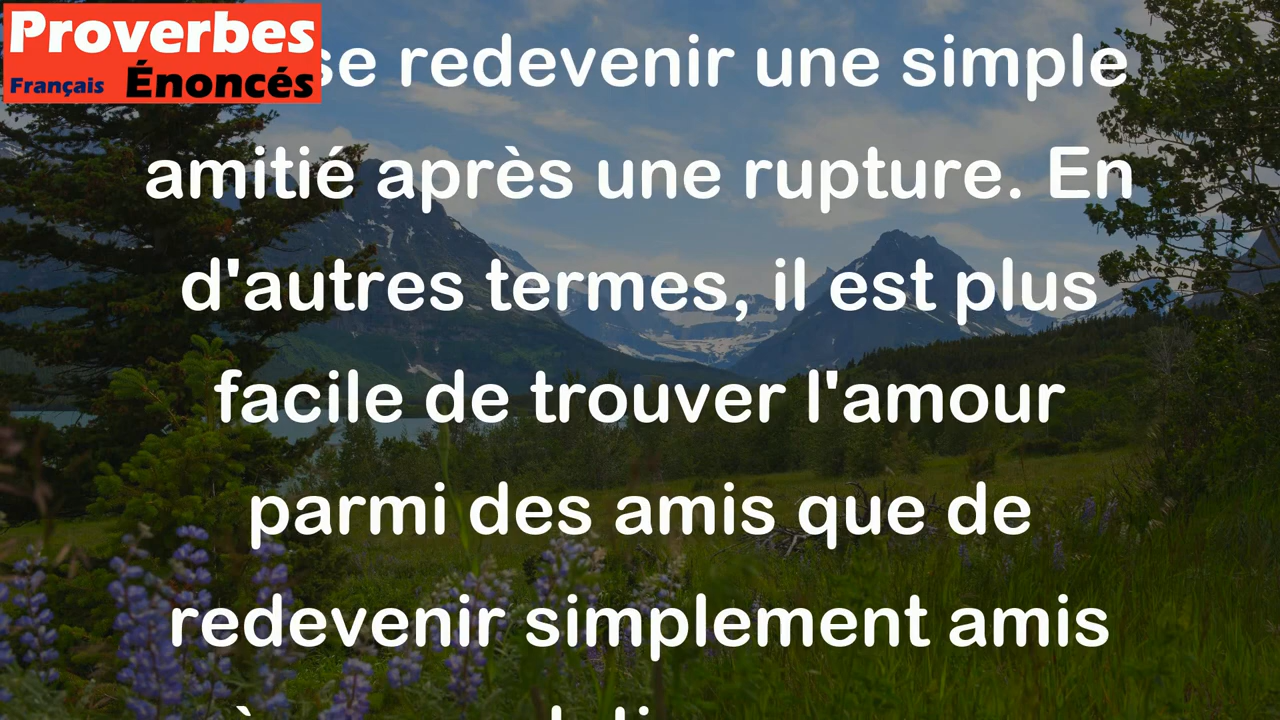 Proverbes
Français Énoncés
se redevenir une simple
amitié après une rupture. En
d'autres termes, il est plus
facile de trouver l'amour
parmi des amis que de
redevenir simplement amis